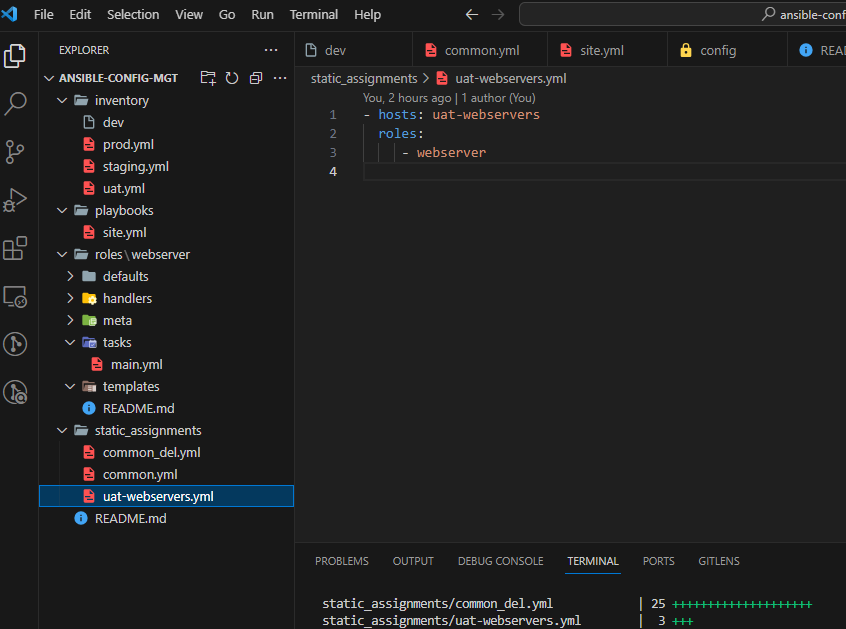 File Edit Selection View Go Run Terminal Help
ansible-conf
EXPLORER
ANSIBLE-CONFIG-MGT
inventory
dev
prod.yml
staging.yml
uat.yml
playbooks
site.yml
roles\webserver
defaults
handlers
meta
tasks
main.yml
templates
README.md
static_assignments
common_del.yml
common.yml
uat-webservers.yml
README.md
dev common.yml site.yml config REA
static_assignments > uat-webservers.yml
You, 2 hours ago | 1 author (You)
1 - hosts: uat-webservers
2 roles:
3 - webserver
4
PROBLEMS OUTPUT DEBUG CONSOLE TERMINAL PORTS GITLENS
static_assignments/common_del.yml | 25 ++++++++++++++++++++
static_assignments/uat-webservers.yml | 3 +++